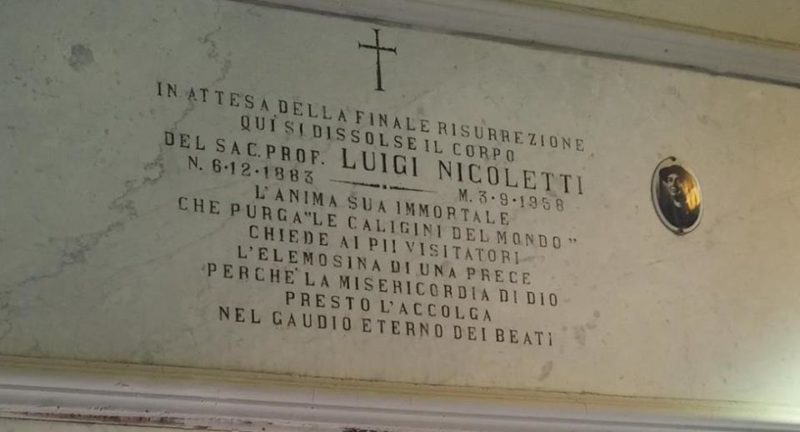 IN ATTESA DELLA FINALE RISURREZIONE
QUI SI DISSOLSE IL CORPO
DEL SAC. PROF. LUIGI NICOLETTI
N. 6·12·1883 M. 3·9·1958
L'ANIMA SUA IMMORTALE
CHE PURGA "LE CALIGINI DEL MONDO"
CHIEDE AI PII VISITATORI
L'ELEMOSINA DI UNA PRECE
PERCHE' LA MISERICORDIA DI DIO
PRESTO L'ACCOLGA
NEL GAUDIO ETERNO DEI BEATI